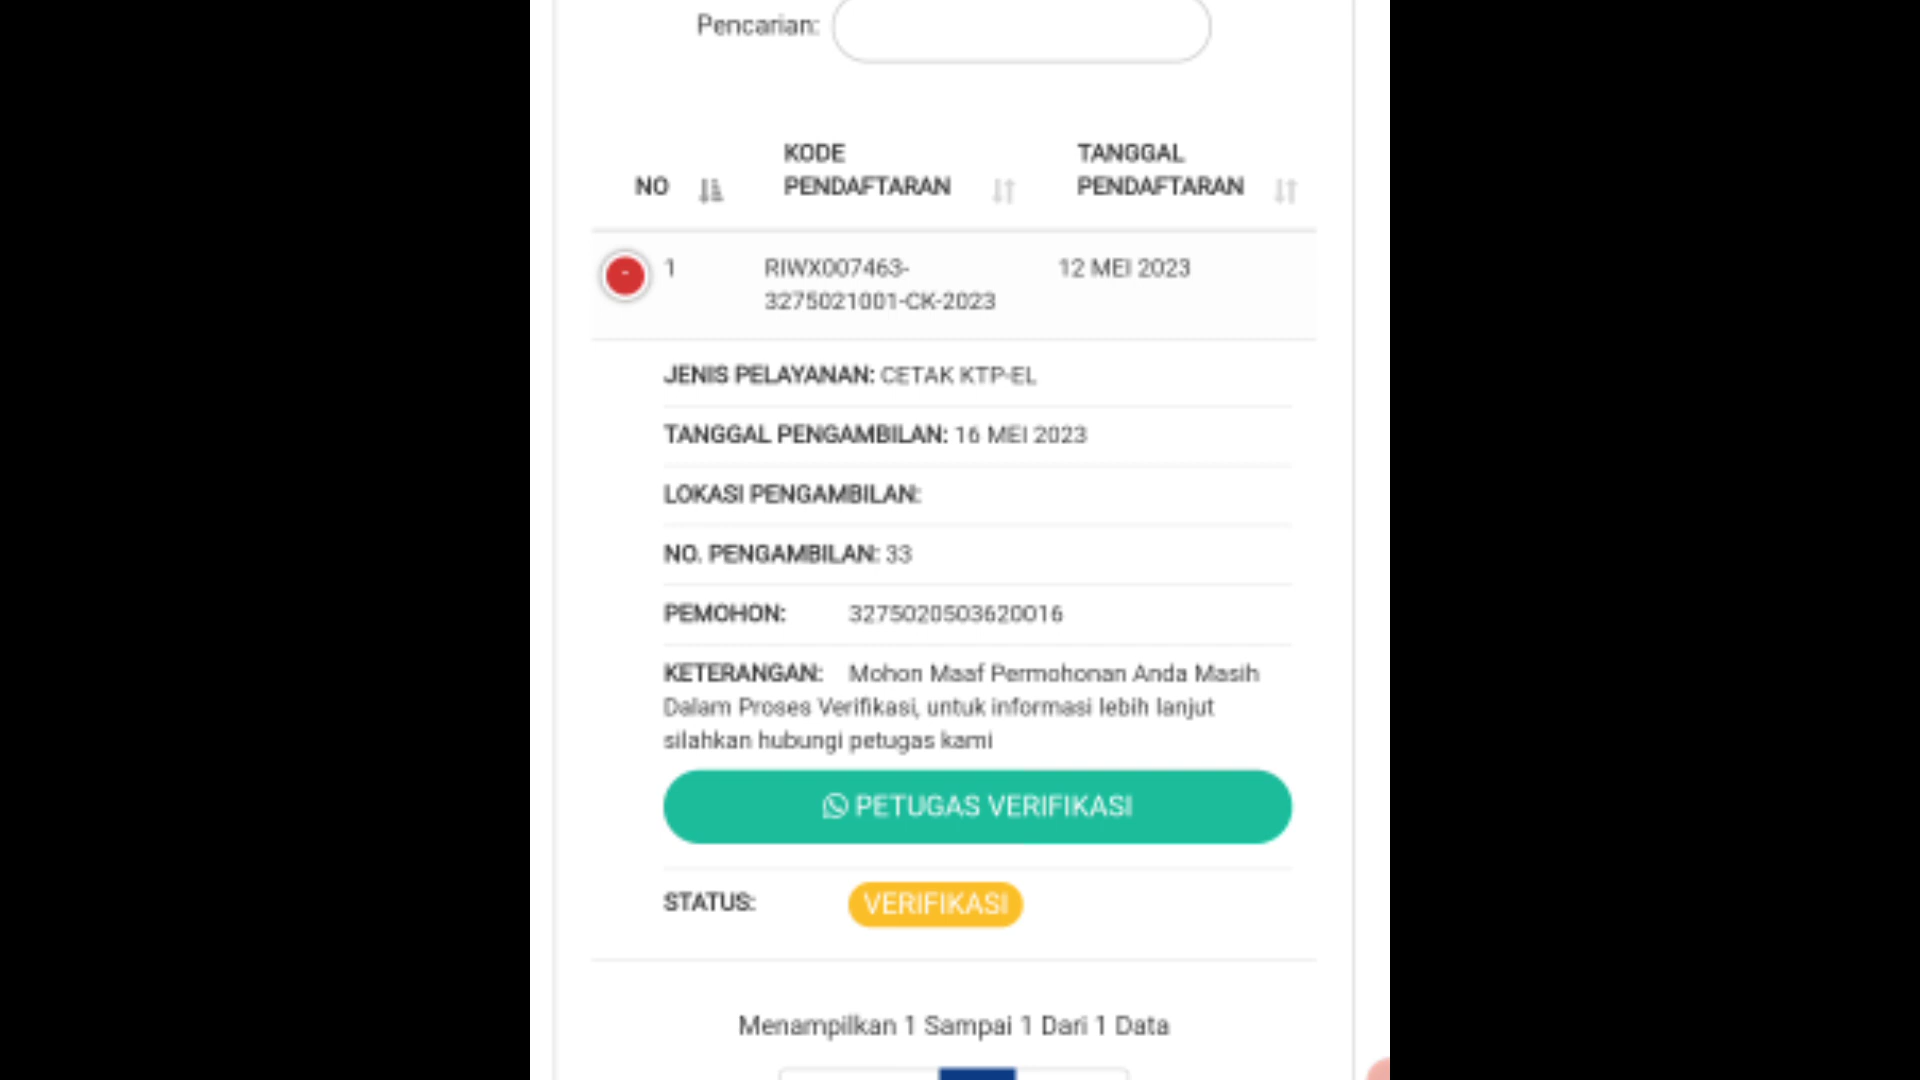 Pencarian:
KODE
TANGGAL
NO
PENDAFTARAN
PENDAFTARAN
1
RIWX007463-
12 MEI 2023
3275021001-CK-2023
JENIS PELAYANAN: CETAK KTP-EL
TANGGAL PENGAMBILAN: 16 MEI 2023
LOKASI PENGAMBILAN:
NO. PENGAMBILAN: 33
PEMOHON: 3275020503620016
KETERANGAN: Mohon Maaf Permohonan Anda Masih
Dalam Proses Verifikasi, untuk informasi lebih lanjut
silahkan hubungi petugas kami
PETUGAS VERIFIKASI
STATUS: VERIFIKASI
Menampilkan 1 Sampai 1 Dari 1 Data